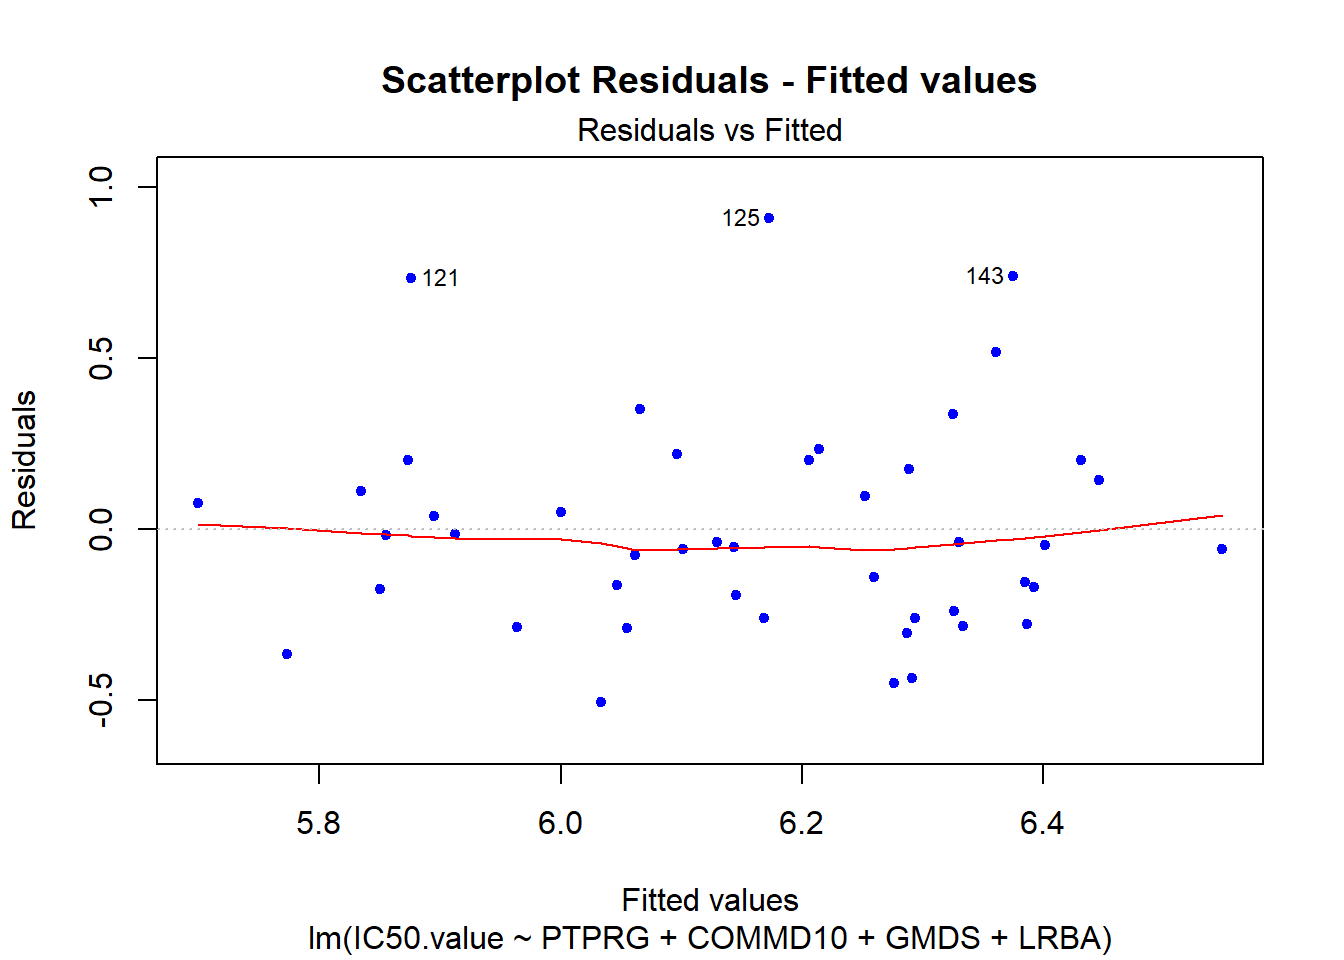 Scatterplot Residuals - Fitted values
Residuals vs Fitted
1.0
0.5
0.0
-0.5
Residuals
125
121
143
5.8 6.0 6.2 6.4
Fitted values
lm(IC50.value ~ PTPRG + COMMD10 + GMDS + LRBA)